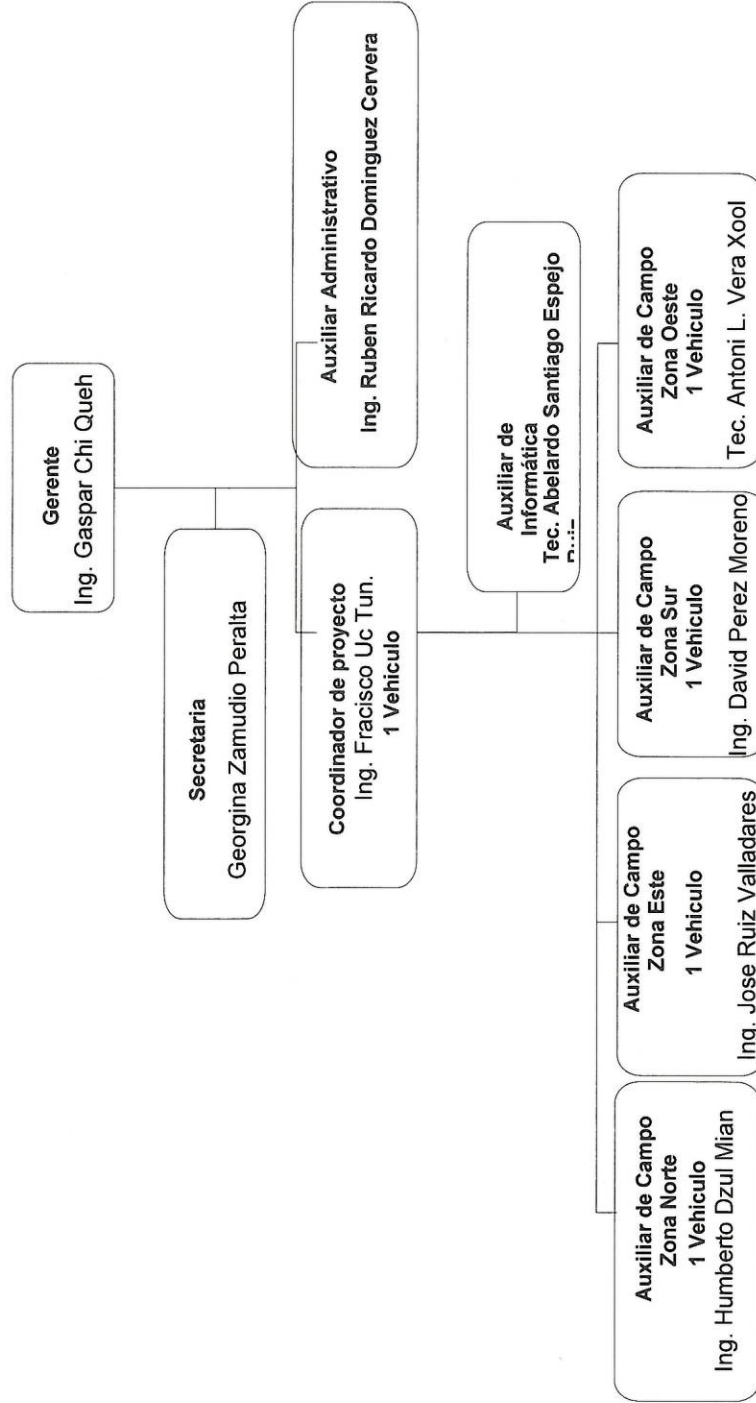 Gerente
Ing. Gaspar Chi Queh
Secretaria
Georgina Zamudio Peralta
Coordinador de proyecto
Ing. Fracisco Uc Tun.
1 Vehiculo
Auxiliar Administrativo
Ing. Ruben Ricardo Dominguez Cervera
Auxiliar de
Informática
Tec. Abelardo Santiago Espejo
Auxiliar de Campo
Zona Norte
1 Vehiculo
Ing. Humberto Dzul Mian
Auxiliar de Campo
Zona Este
1 Vehiculo
Ing. Jose Ruiz Valladares
Auxiliar de Campo
Zona Sur
1 Vehiculo
Ing. David Perez Moreno
Auxiliar de Campo
Zona Oeste
1 Vehiculo
Tec. Antoni L. Vera Xool